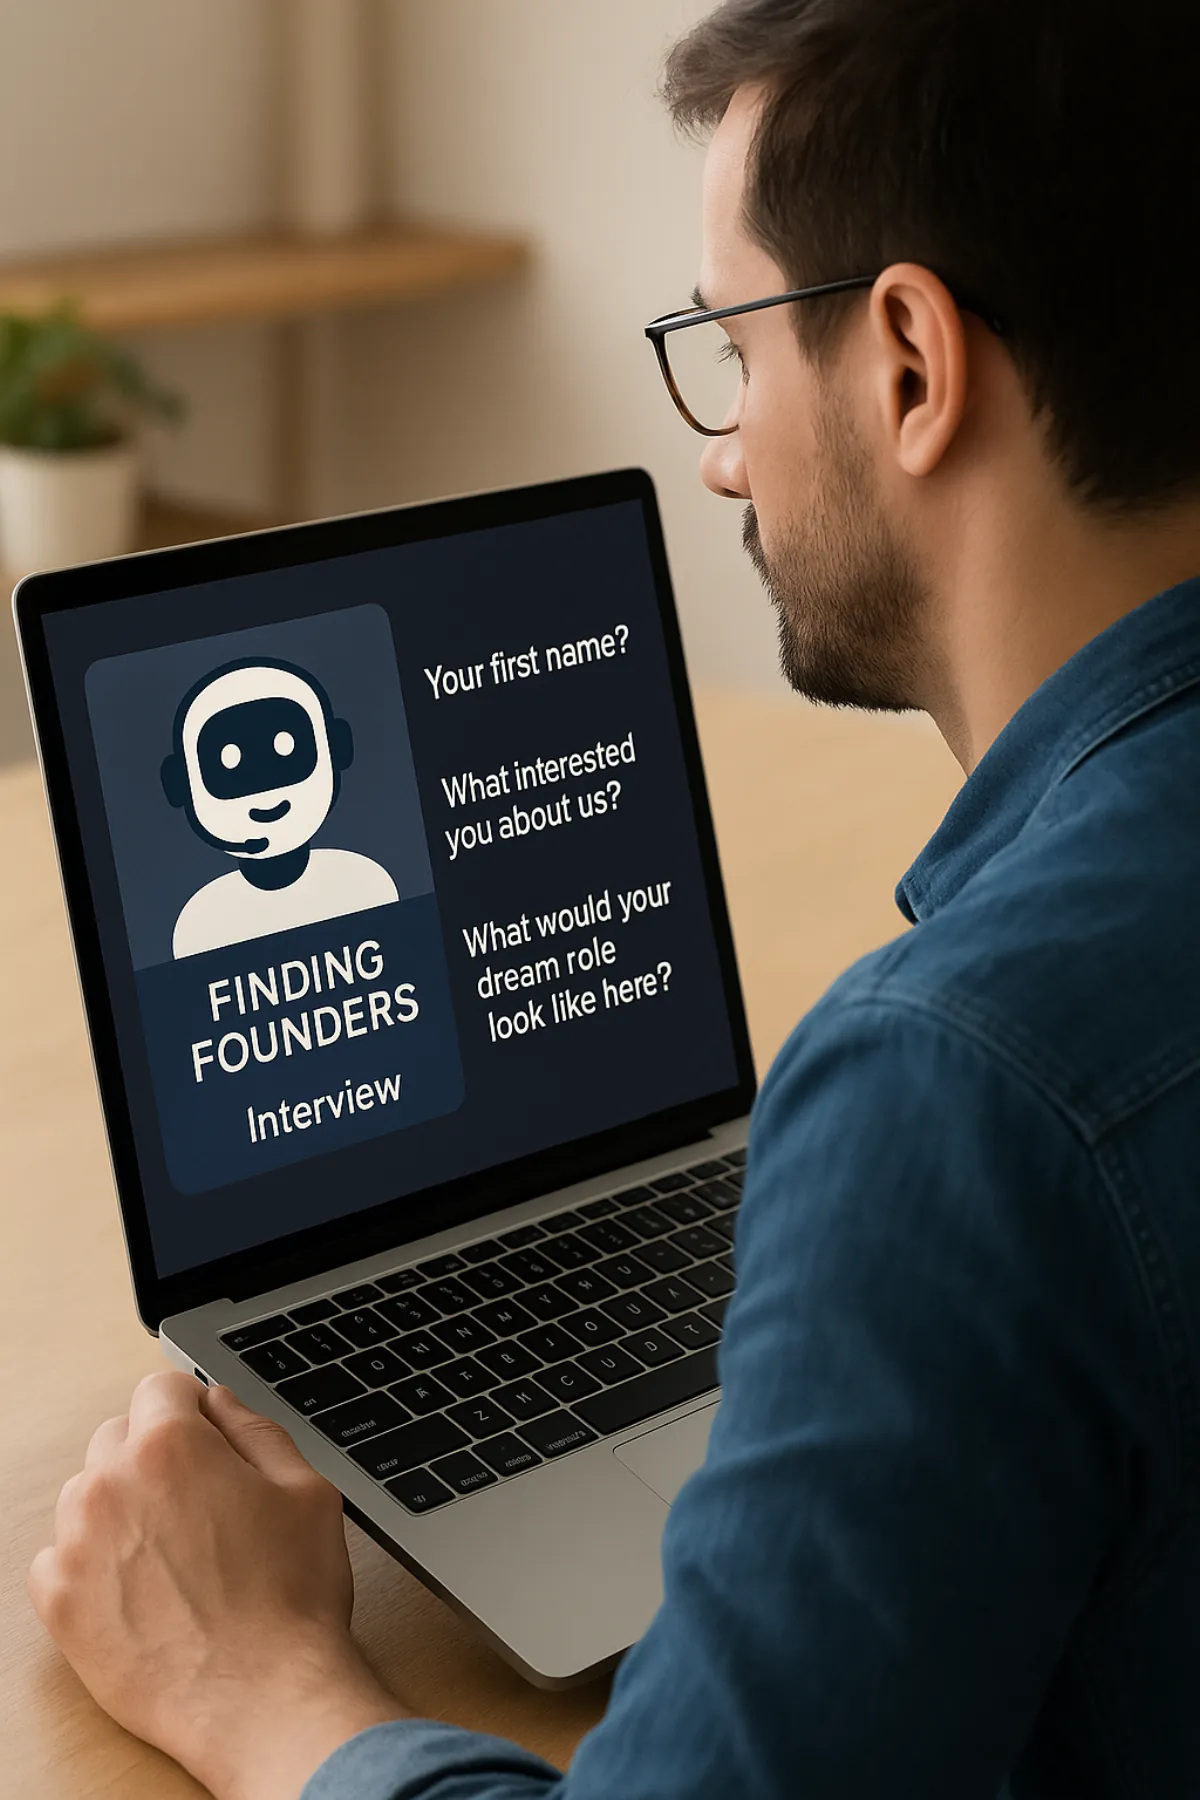 FINDING
FOUNDERS
Interview
Your first name?
What interested
you about us?
What would your
dream role
look like here?